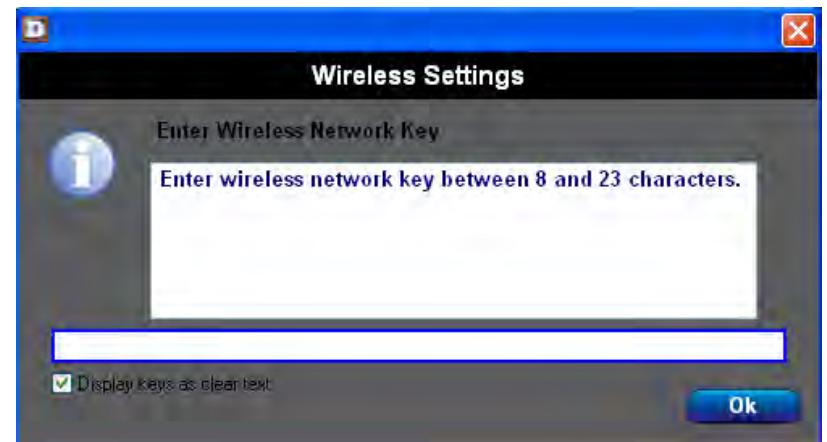 D
Wireless Settings
Enter Wireless Network Key
Enter wireless network key between 8 and 23 characters.
Display keys as clear text
Ok